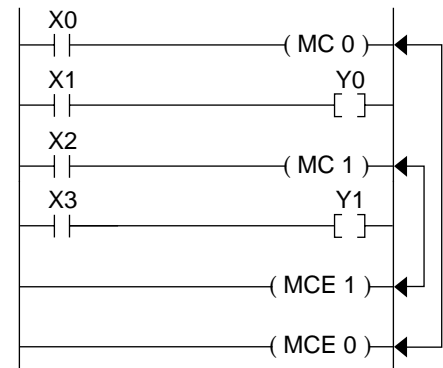 X0
( MC 0 )
X1 Y0
X2
( MC 1 )
X3 Y1
( MCE 1 )
( MCE 0 )